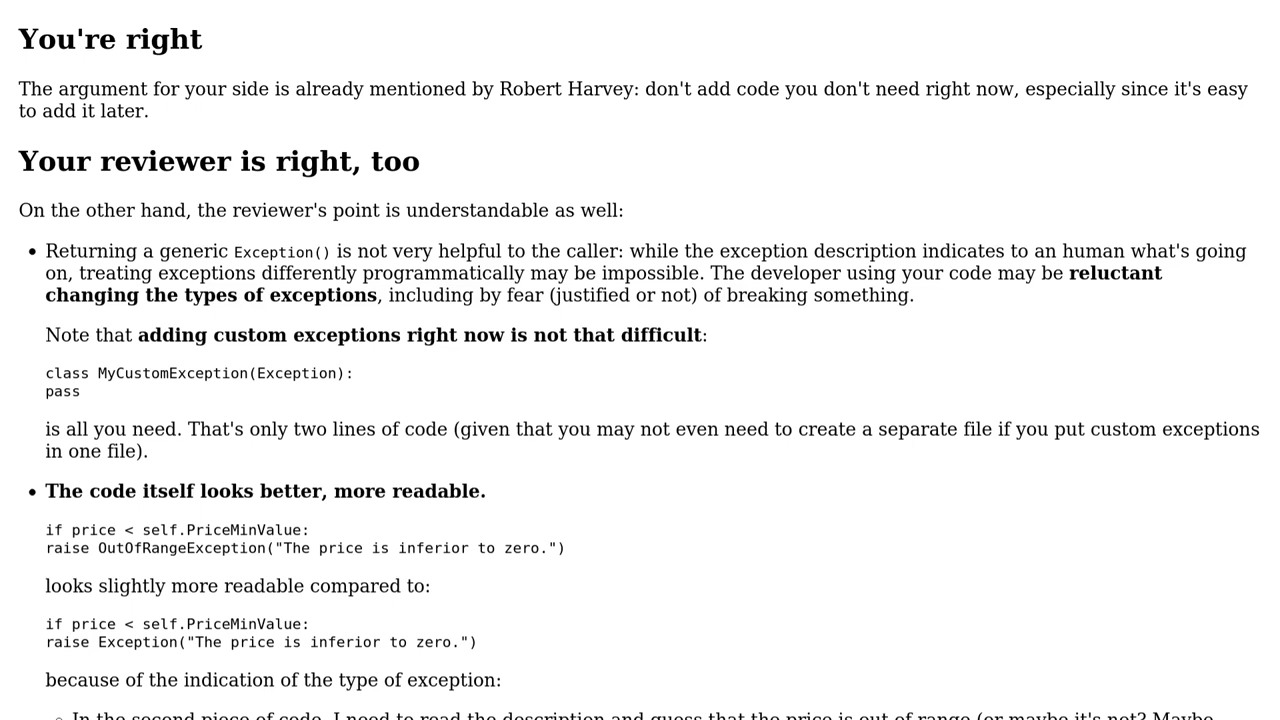 You're right
The argument for your side is already mentioned by Robert Harvey: don't add code you don't need right now, especially since it's easy
to add it later.
Your reviewer is right, too
On the other hand, the reviewer's point is understandable as well:
• Returning a generic Exception() is not very helpful to the caller: while the exception description indicates to an human what's going
on, treating exceptions differently programmatically may be impossible. The developer using your code may be reluctant
changing the types of exceptions, including by fear (justified or not) of breaking something.
Note that adding custom exceptions right now is not that difficult:
class MyCustomException(Exception):
pass
is all you need. That's only two lines of code (given that you may not even need to create a separate file if you put custom exceptions
in one file).
• The code itself looks better, more readable.
if price < self.PriceMinValue:
raise OutOfRangeException("The price is inferior to zero.")
looks slightly more readable compared to:
if price < self.PriceMinValue:
raise Exception("The price is inferior to zero.")
because of the indication of the type of exception:
◦ In the second piece of code, I need to read the description and guess that the price is out of range (or maybe it's not? Maybe